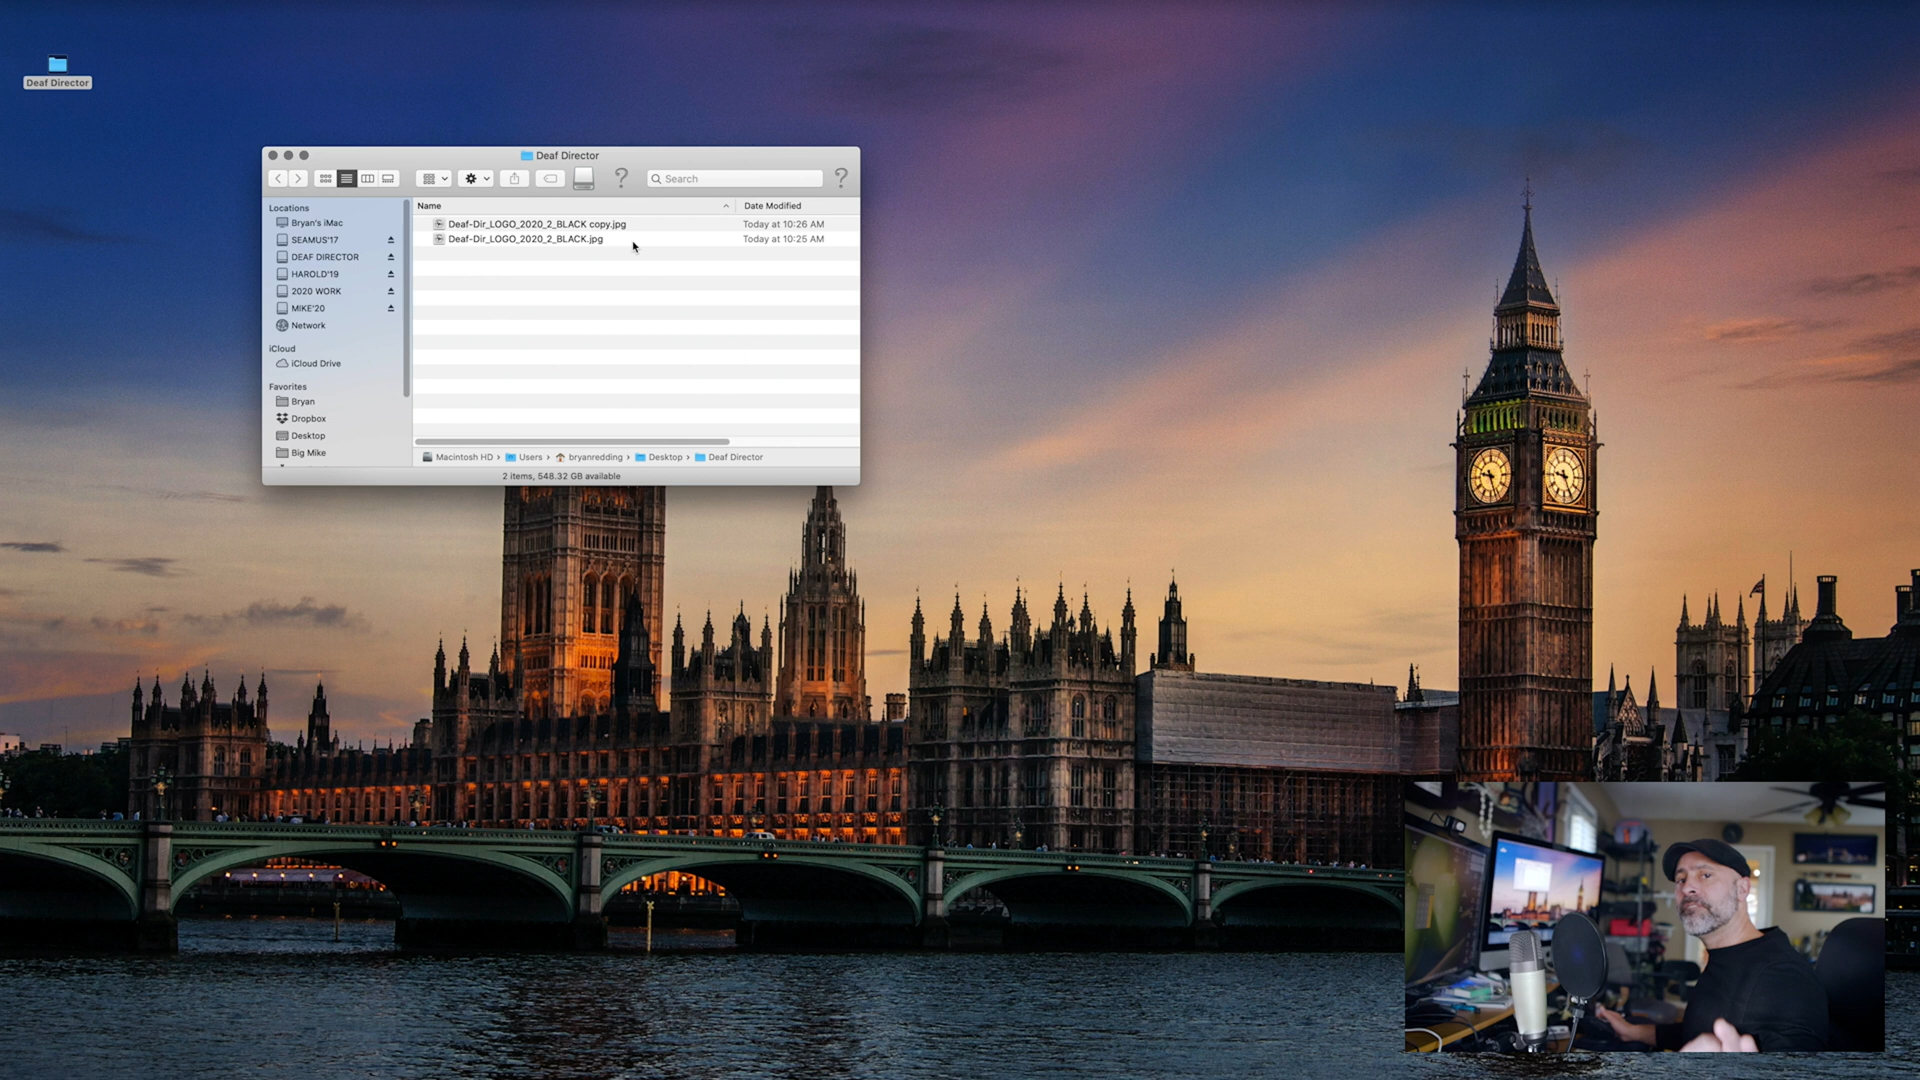 Deaf Director
Deaf Director
Search
Name
Date Modified
Deaf-Dir_LOGO_2020_2_BLACK copy.jpg
Today at 10:26 AM
Deaf-Dir_LOGO_2020_2_BLACK.jpg
Today at 10:25 AM
Locations
Bryan's iMac
SEAMUS'17
DEAF DIRECTOR
HAROLD'19
2020 WORK
MIKE'20
Network
iCloud
iCloud Drive
Favorites
Bryan
Dropbox
Desktop
Big Mike
Macintosh HD › Users › bryanredding › Desktop › Deaf Director
2 items, 548.32 GB available